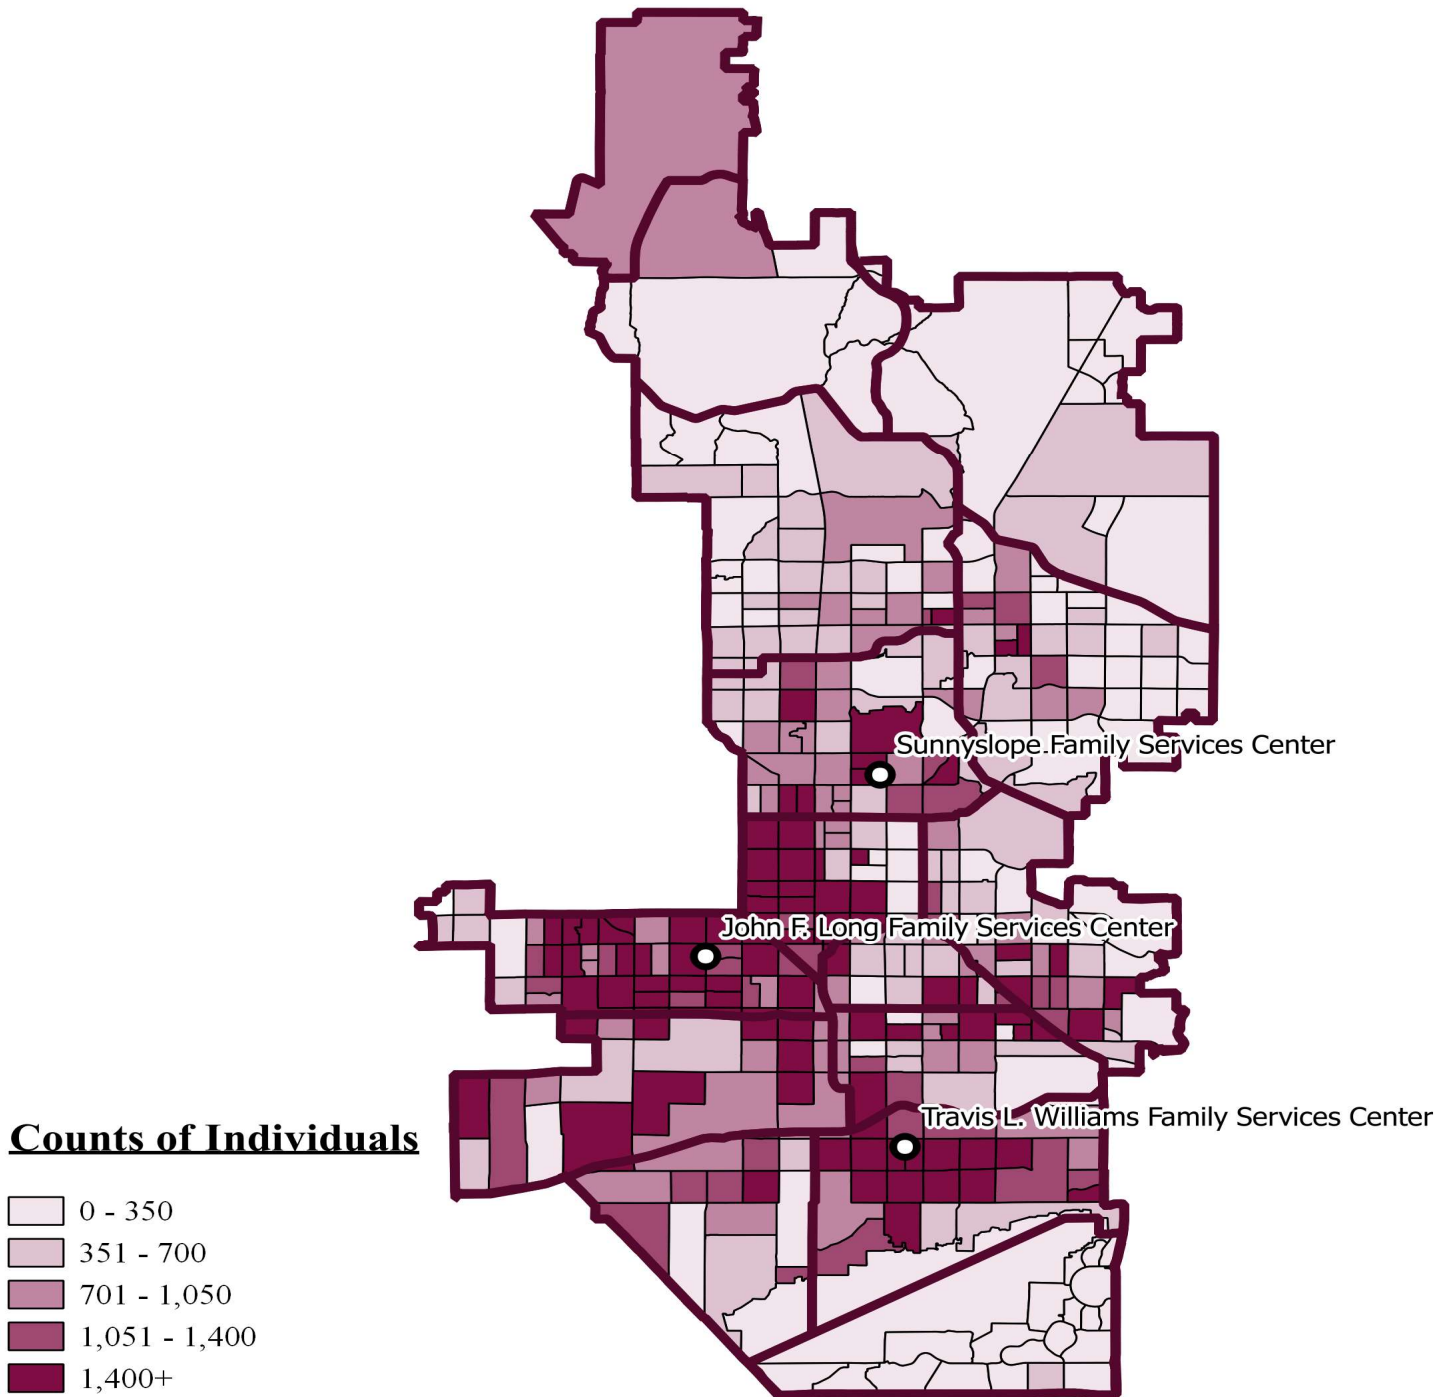 Sunnyslope Family Services Center
John F. Long Family Services Center
Travis L. Williams Family Services Center
Counts of Individuals
0 - 350
351 - 700
701 - 1,050
1,051 - 1,400
1,400+